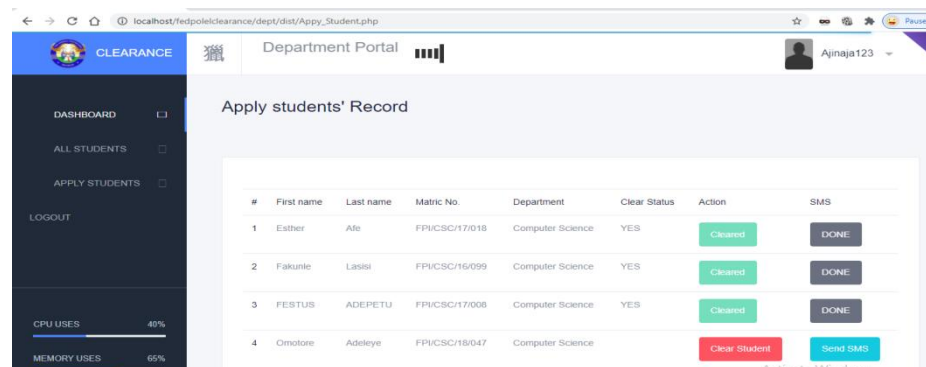 localhost/fedpolelclearance/dept/dist/Appy_Student.php
Pause
CLEARANCE
Department Portal
Ajinaja123
DASHBOARD
ALL STUDENTS
APPLY STUDENTS
LOGOUT
CPU USES 40%
MEMORY USES 65%
Apply students' Record
# First name Last name Matric No. Department Clear Status Action SMS
1 Esther Afe FPI/CSC/17/018 Computer Science YES Cleared DONE
2 Fakunle Lasisi FPI/CSC/16/099 Computer Science YES Cleared DONE
3 FESTUS ADEPETU FPI/CSC/17/008 Computer Science YES Cleared DONE
4 Omotore Adeleye FPI/CSC/18/047 Computer Science Clear Student Send SMS